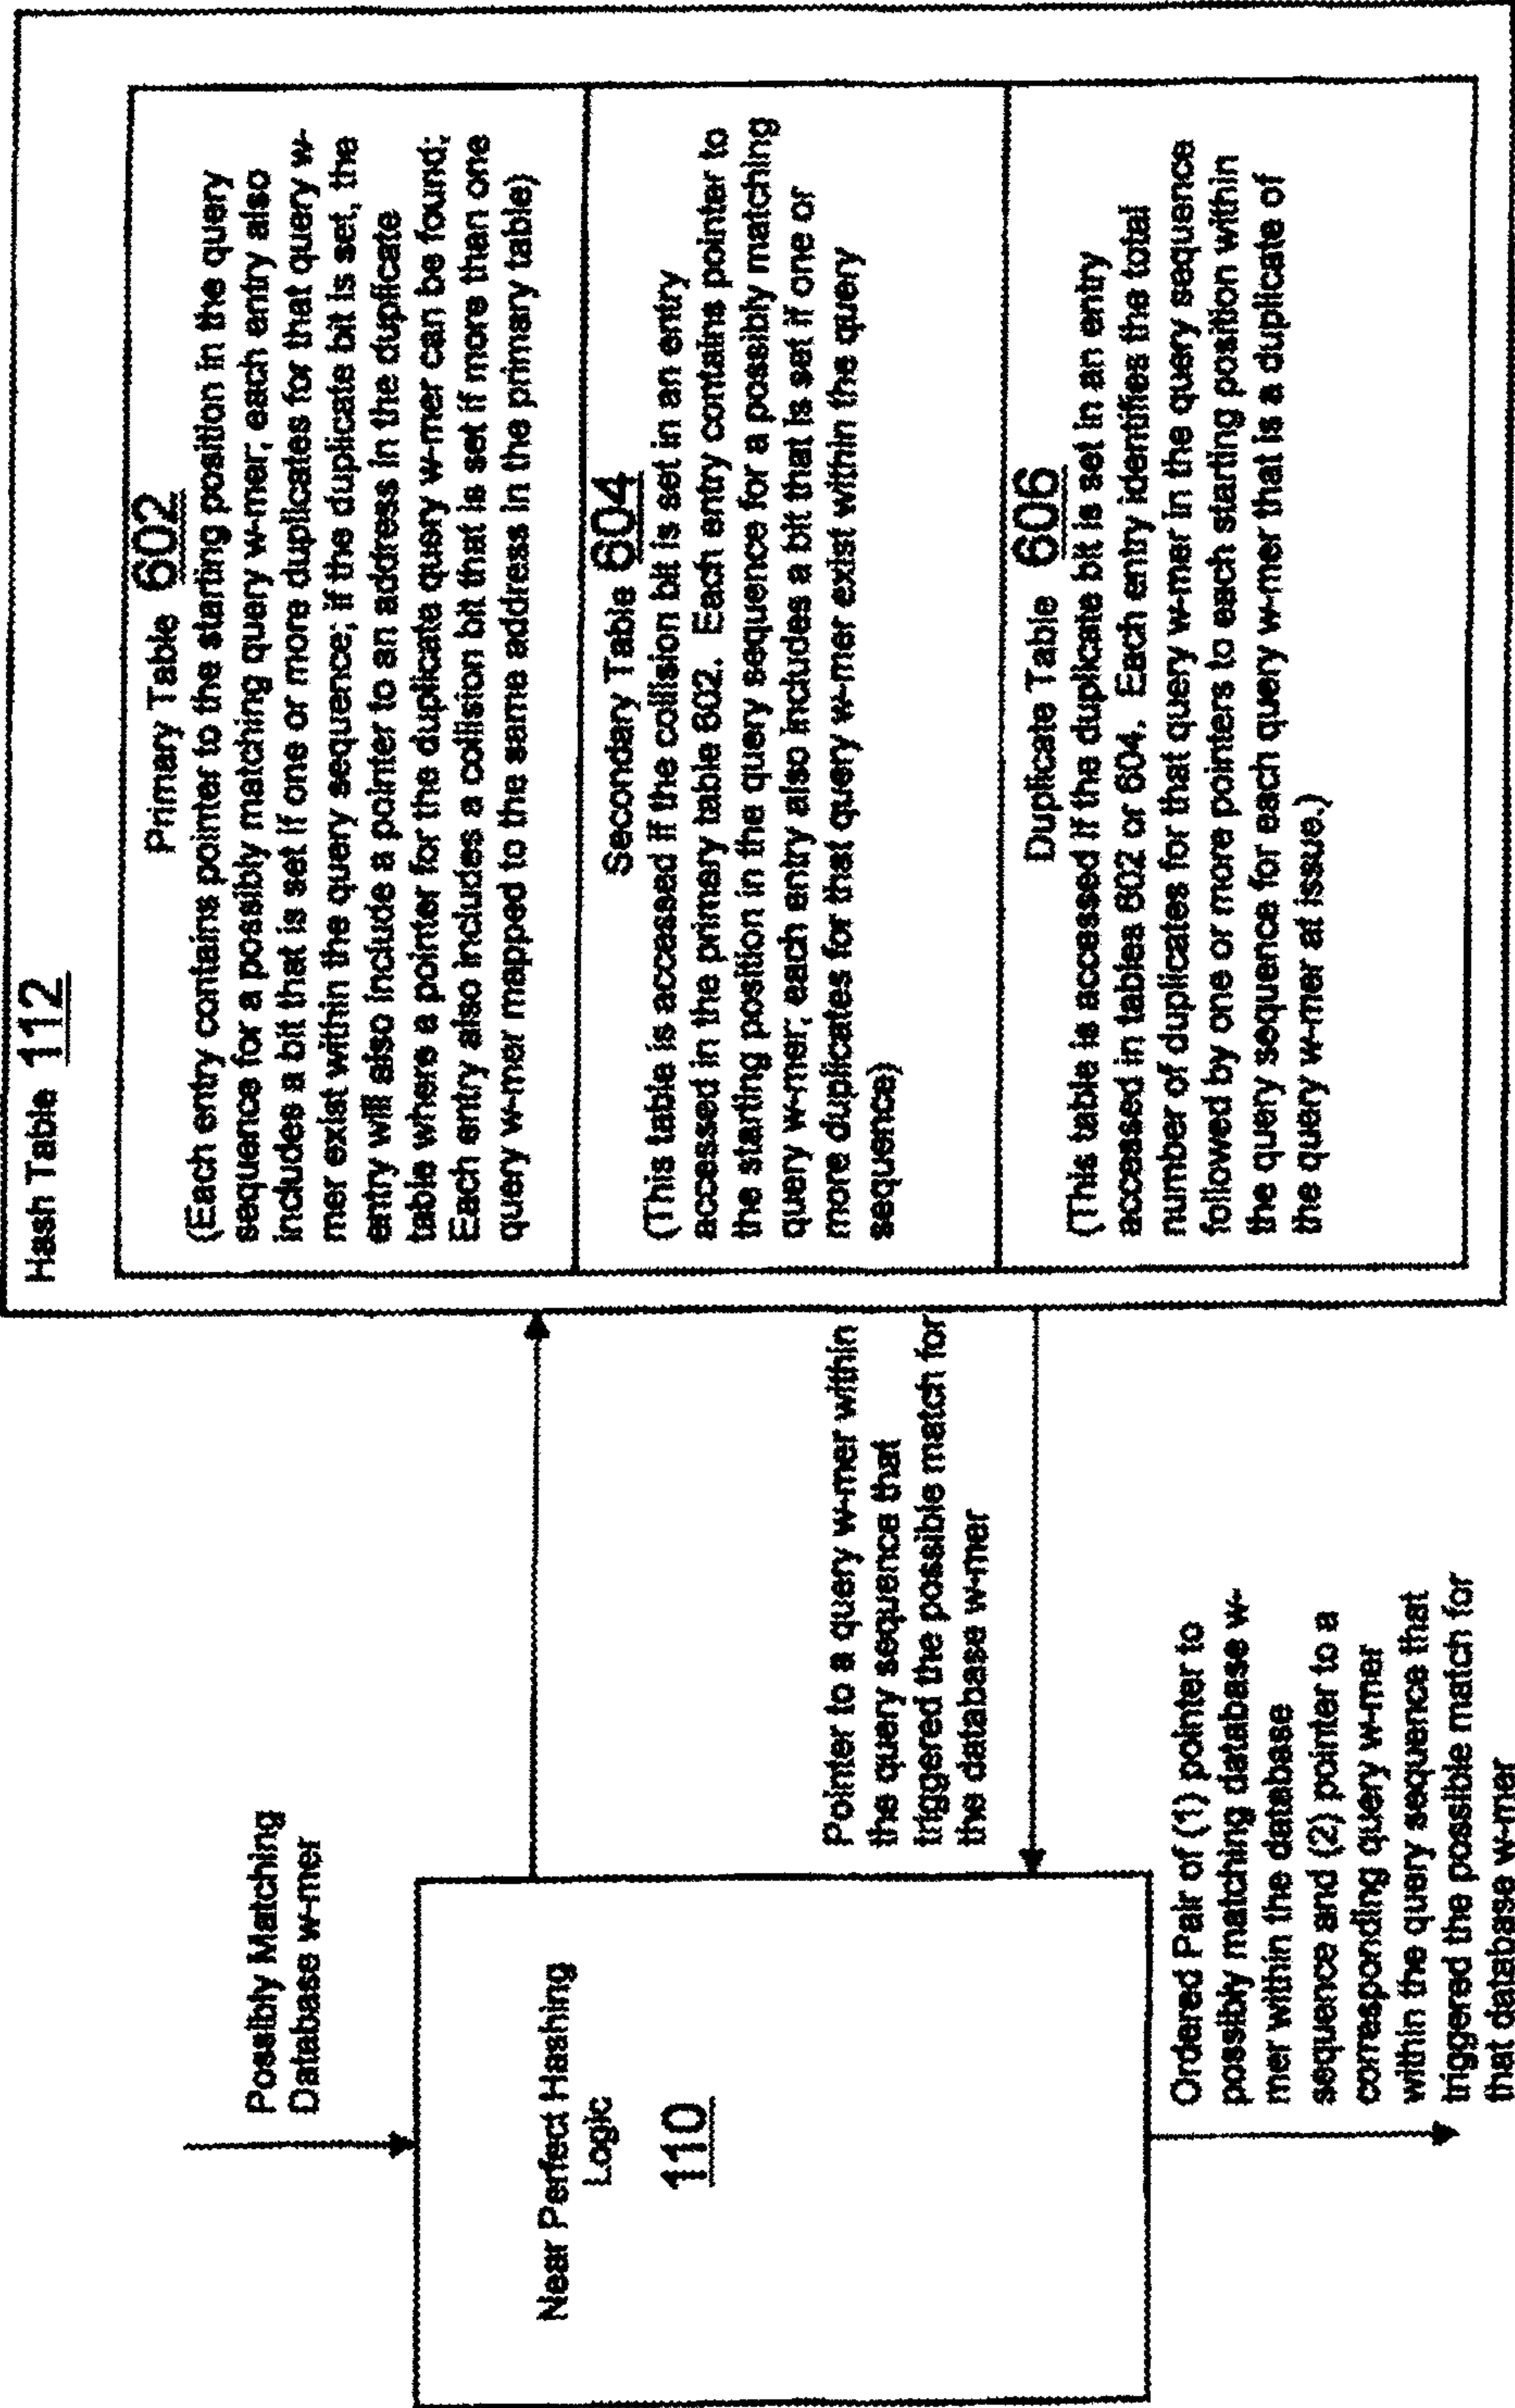 Hash Table 112
Primary Table 602
(Each entry contains pointer to the starting position in the query
sequence for a possibly matching query w-mer; each entry also
includes a bit that is set if one or more duplicates for that query w-
mer exist within the query sequence; if the duplicate bit is set, the
entry will also include a pointer to an address in the duplicate
table where a pointer for the duplicate query w-mer can be found;
Each entry also includes a collision bit that is set if more than one
query w-mer mapped to the same address in the primary table)
Secondary Table 604
(This table is accessed if the collision bit is set in an entry
accessed in the primary table 602. Each entry contains pointer to
the starting position in the query sequence for a possibly matching
query w-mer; each entry also includes a bit that is set if one or
more duplicates for that query w-mer exist within the query
sequence)
Duplicate Table 606
(This table is accessed if the duplicate bit is set in an entry
accessed in tables 602 or 604. Each entry identifies the total
number of duplicates for that query w-mer in the query sequence
followed by one or more pointers to each starting position within
the query sequence for each query w-mer that is a duplicate of
the query w-mer at issue.)
Possibly Matching
Database w-mer
Near Perfect Hashing
Logic
110
Pointer to a query w-mer within
the query sequence that
triggered the possible match for
the database w-mer
Ordered Pair of (1) pointer to
possibly matching database w-
mer within the database
sequence and (2) pointer to a
corresponding query w-mer
within the query sequence that
triggered the possible match for
that database w-mer